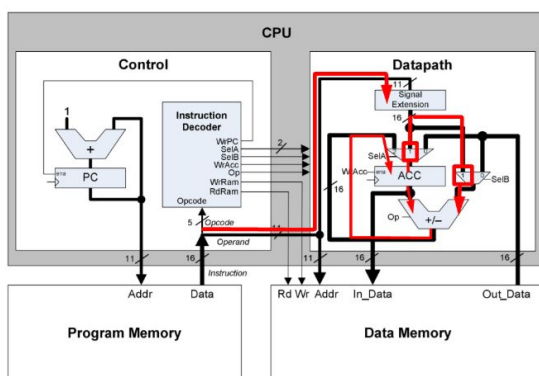 CPU
Control
Datapath
1
+
PC
ena
Instruction
Decoder
WrPC
SelA
SelB
WrAcc
Op
WrRam
RdRam
Opcode
2
5
Opcode
Operand
11
11
Signal
Extension
16
SelA
SelB
WrAcc
ena
ACC
16
Op
+/−
11
16
Instruction
11
16
16
Addr
Data
Rd Wr Addr
In_Data
Out_Data
Program Memory
Data Memory